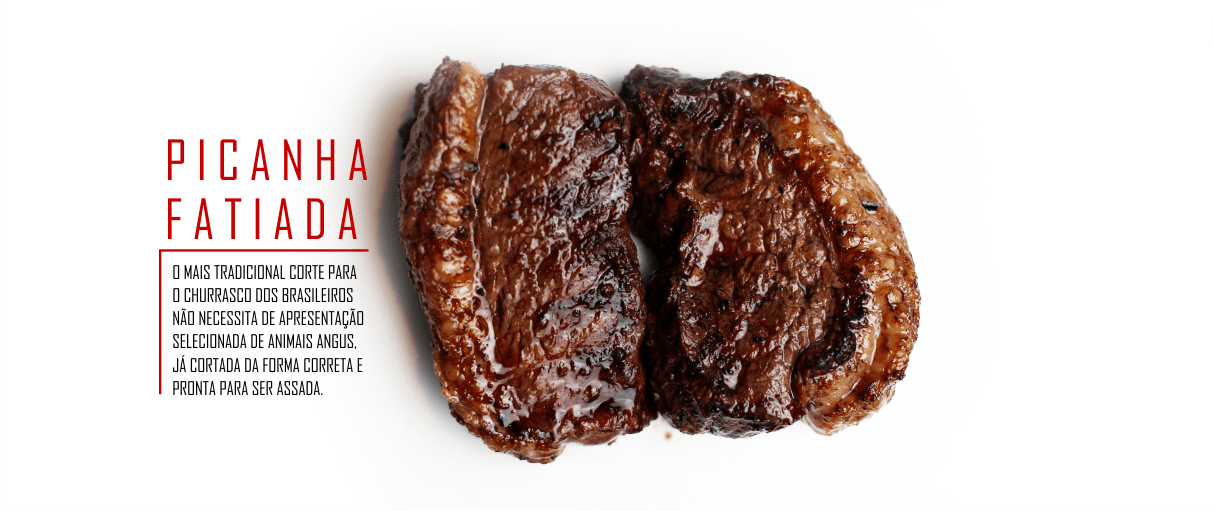 PICANHA
FATIADA
O MAIS TRADICIONAL CORTE PARA
O CHURRASCO DOS BRASILEIROS
NÃO NECESSITA DE APRESENTAÇÃO
SELECIONADA DE ANIMAIS ANGUS,
JÁ CORTADA DA FORMA CORRETA E
PRONTA PARA SER ASSADA.